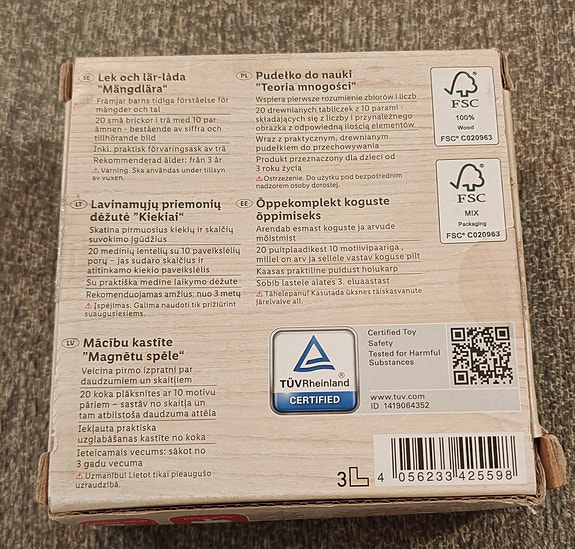 SE Lek och lär-låda
"Mängdlära"
Främjar barns tidiga förståelse för
mängder och tal
20 små brickor i trä med 10 par
ämnen - bestående av siffra och
tillhörande bild
Inkl. praktisk förvaringsask av trä
Rekommenderad ålder: från 3 år
⚠Varning. Ska användas under tillsyn
av vuxen.
LT Lavinamųjų priemonių
dėžutė "Kiekiai"
Skatina pirmuosius kiekių ir skaičių
suvokimo įgūdžius
20 medinių lentelių su 10 paveikslėlių
porų – jas sudaro skaičius ir
atitinkamo kiekio paveikslėlis
Su praktiška medine laikymo dėžute
Rekomenduojamas amžius: nuo 3 metų
⚠Įspėjimas. Galima naudoti tik prižiūrint
suaugusiesiems.
LV Mācību kastīte
"Magnētu spēle"
Veicina pirmo izpratni par
daudzumiem un skaitļiem
20 koka plāksnītes ar 10 motīvu
pāriem – sastāv no skaitļa un
tam atbilstoša daudzuma attēla
Iekļauta praktiska
uzglabāšanas kastīte no koka
Ieteicamais vecums: sākot no
3 gadu vecuma
⚠Uzmanību! Lietot tikai pieaugušo
uzraudzībā.
PL Pudełko do nauki
"Teoria mnogości"
Wspiera pierwsze rozumienie zbiorów i liczb
20 drewnianych tabliczek z 10 parami -
składających się z liczby i przynależnego
obrazka z odpowiednią ilością elementów
Wraz z praktycznym, drewnianym
pudełkiem do przechowywania
Produkt przeznaczony dla dzieci od
3 roku życia
⚠Ostrzeżenie. Do użytku pod bezpośrednim
nadzorem osoby dorosłej.
EE Õppekomplekt koguste
õppimiseks
Arendab esmast koguste ja arvude
mõistmist
20 puitplaadikest 10 motiivipaariga ,
millel on arv ja sellele vastav koguse pilt
Kaasas praktiline puidust hoiukarp
Sobib lastele alates 3. eluaastast
⚠Tähelepanu! Kasutada üksnes täiskasvanute
järelvalve all.
FSC
100%
Wood
FSC® C020963
FSC
MIX
Packaging
FSC® C020963
TÜVRheinland®
CERTIFIED
Certified Toy
Safety
Tested for Harmful
Substances
www.tuv.com
ID 1419064352
3L
4 056233 425598